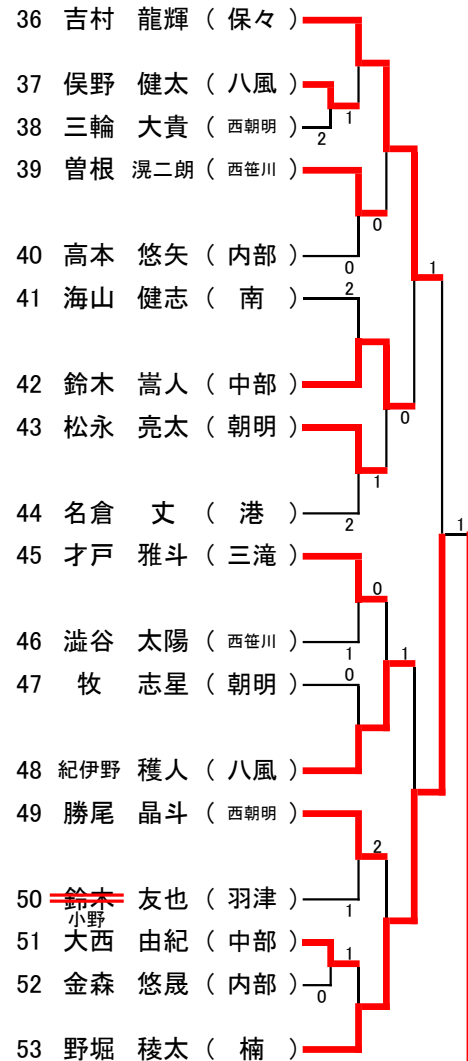 36 吉村 龍輝 ( 保々 )
37 俣野 健太 ( 八風 )
1
38 三輪 大貴 ( 西朝明 )
2
39 曽根 滉二朗 ( 西笹川 )
0
40 高本 悠矢 ( 内部 )
0
1
41 海山 健志 ( 南 )
2
42 鈴木 嵩人 ( 中部 )
0
43 松永 亮太 ( 朝明 )
1
44 名倉 丈 ( 港 )
2
1
45 才戸 雅斗 ( 三滝 )
0
46 澁谷 太陽 ( 西笹川 )
1
1
47 牧 志星 ( 朝明 )
0
48 紀伊野 穫人 ( 八風 )
49 勝尾 晶斗 ( 西朝明 )
2
50 鈴木 友也 ( 羽津 )
小野
1
51 大西 由紀 ( 中部 )
1
52 金森 悠晟 ( 内部 )
0
53 野堀 稜太 ( 楠 )